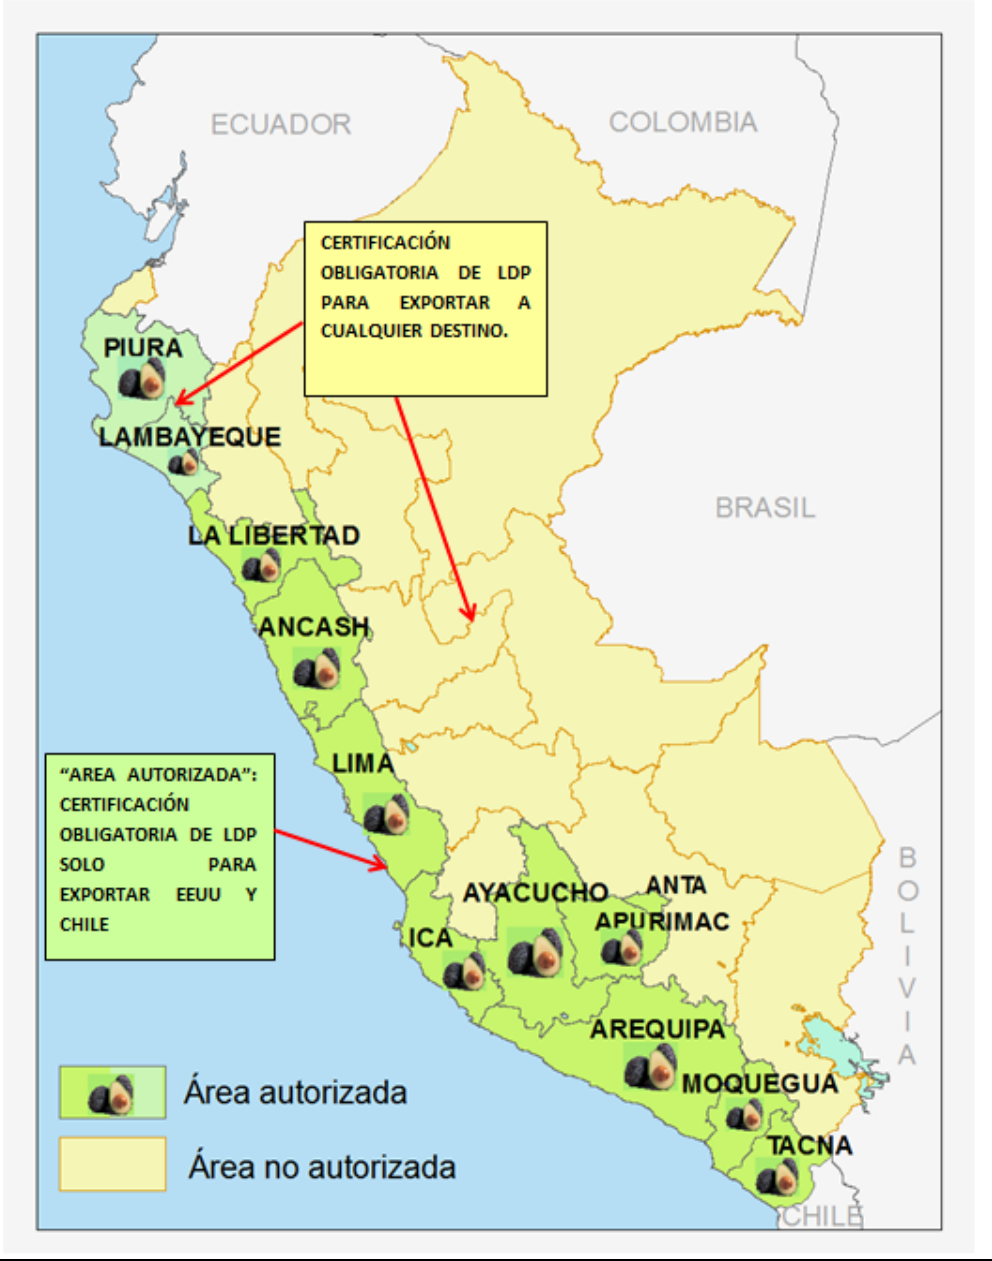 ECUADOR
COLOMBIA
CERTIFICACIÓN
OBLIGATORIA DE LDP
PARA EXPORTAR A
CUALQUIER DESTINO.
PIURA
LAMBAYEQUE
BRASIL
LA LIBERTAD
ANCASH
LIMA
“AREA AUTORIZADA”:
CERTIFICACIÓN
OBLIGATORIA DE LDP
SOLO PARA
EXPORTAR EEUU Y
CHILE
AYACUCHO
ANTA
APURIMAC
ICA
BOLIVIA
AREQUIPA
MOQUEGUA
TACNA
CHILE
Área autorizada
Área no autorizada